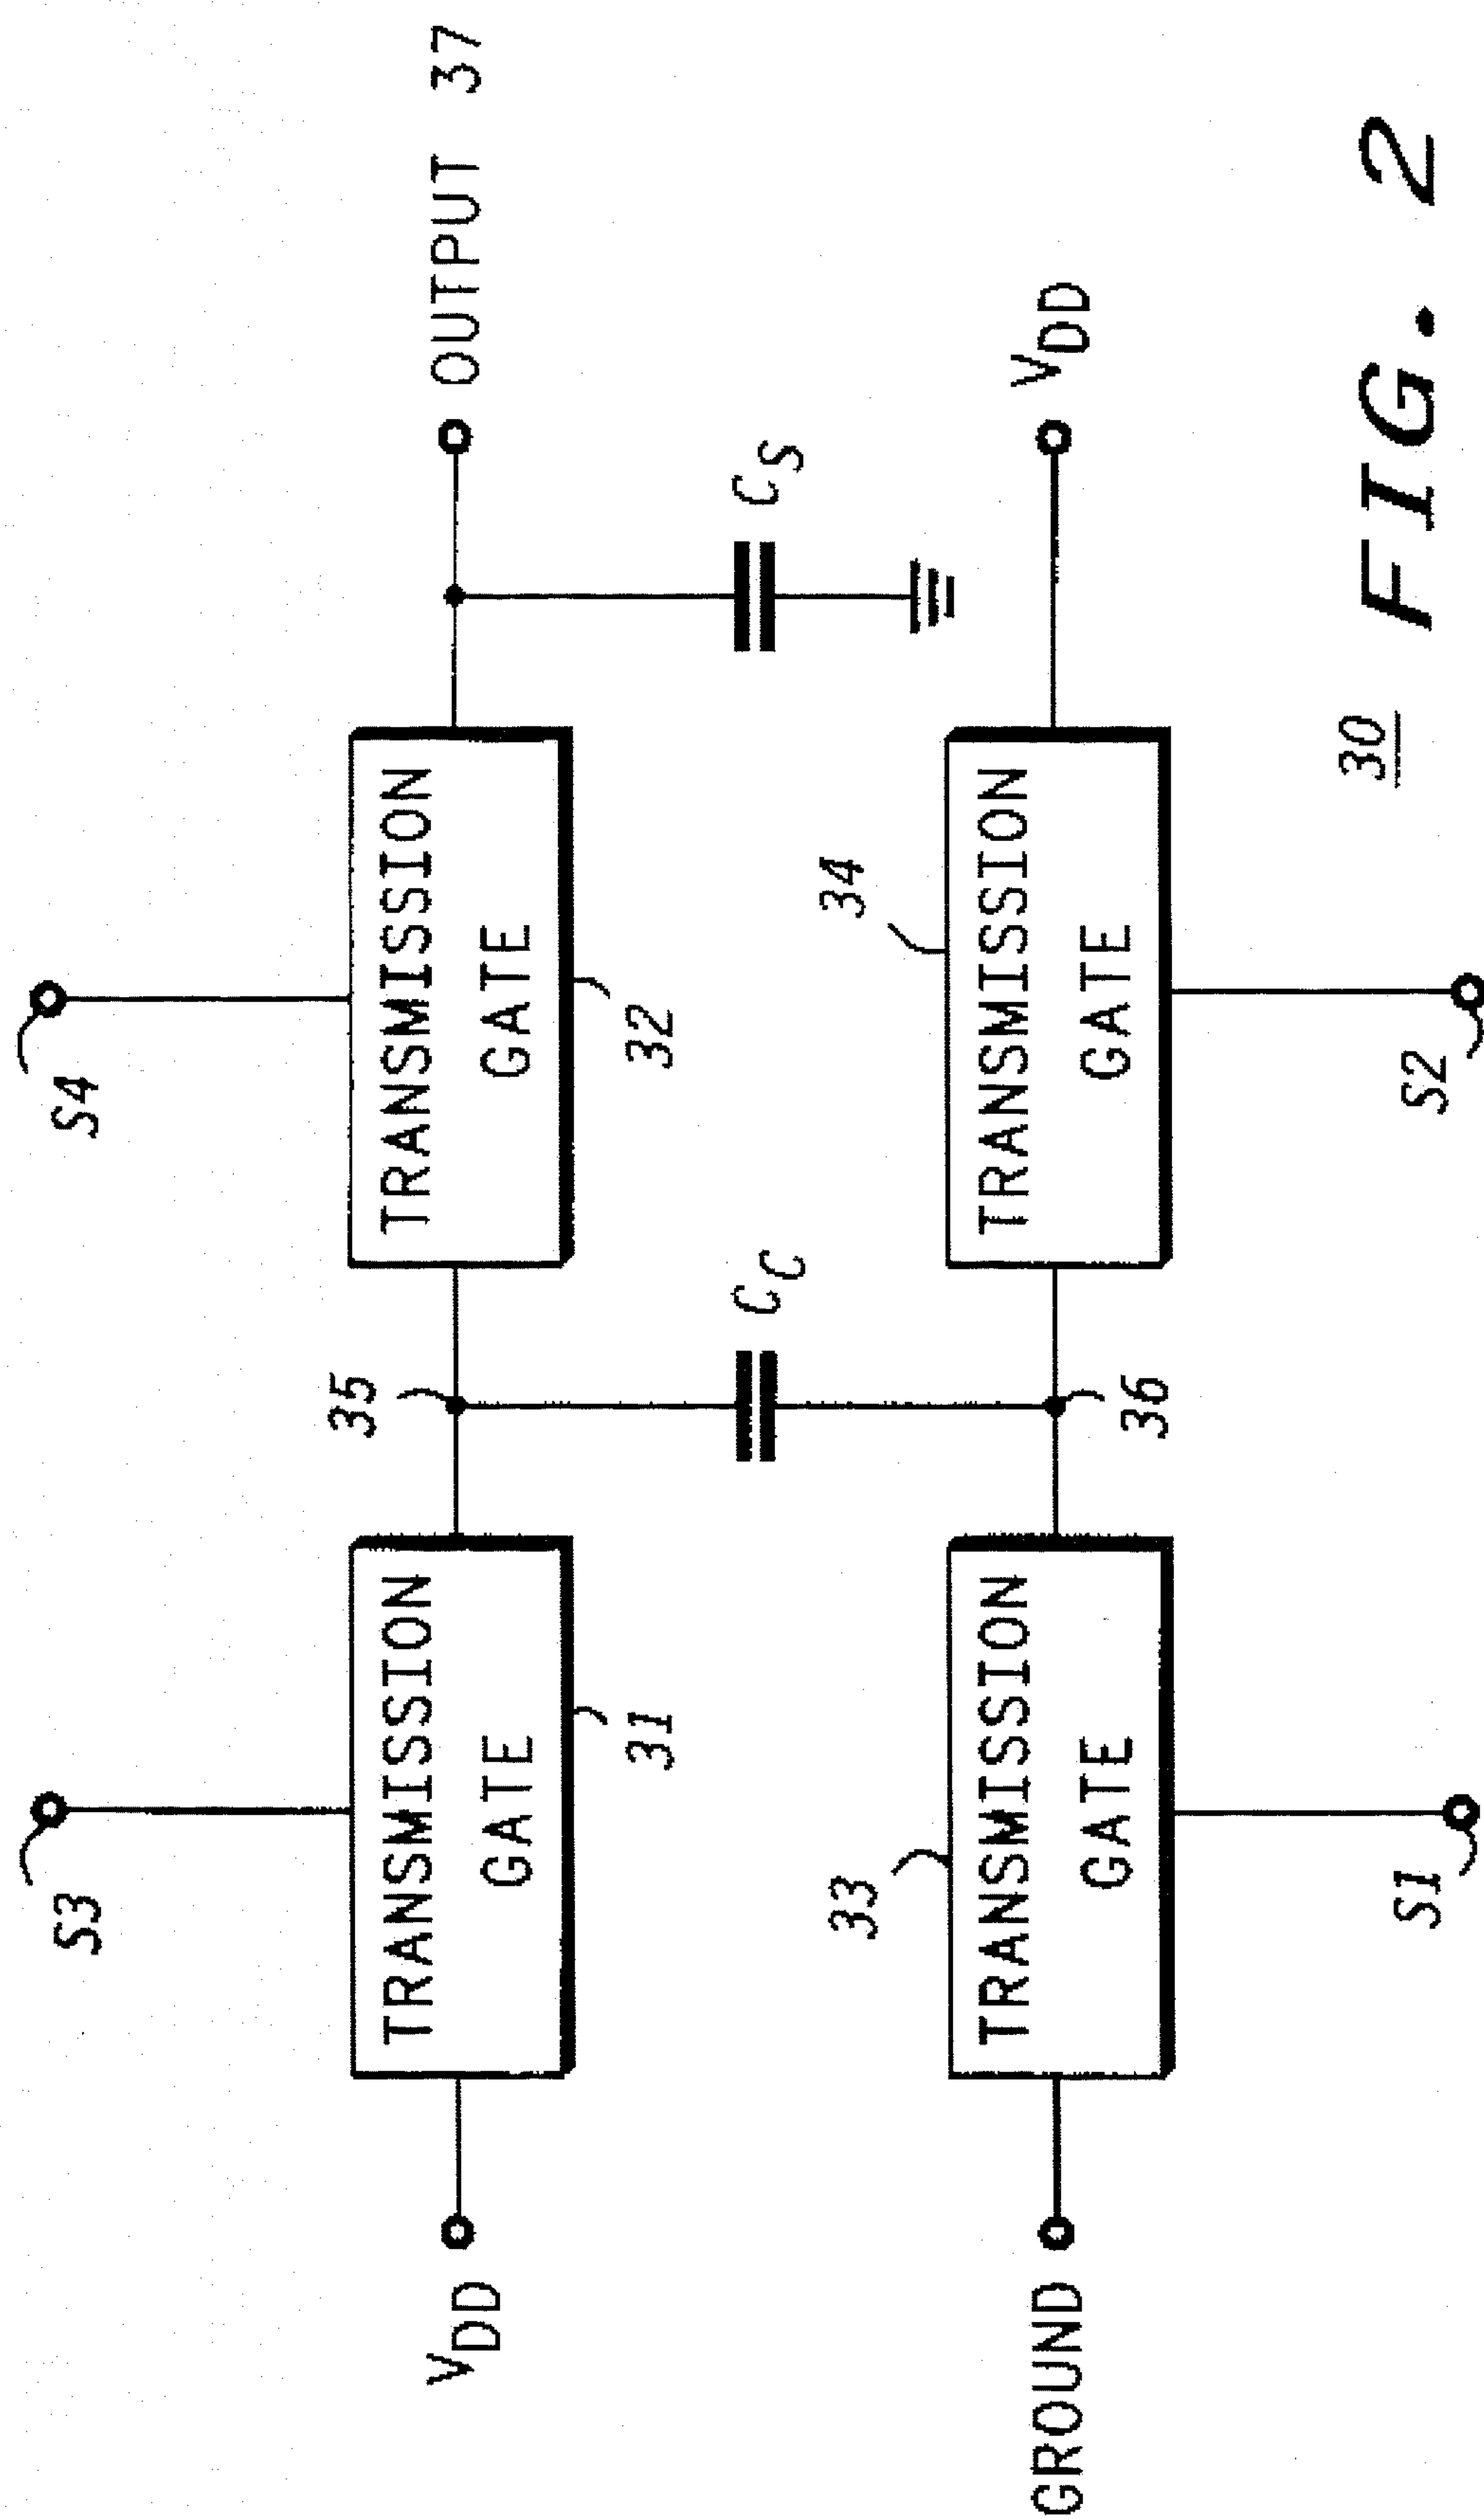 S3
S4
VDD
TRANSMISSION
GATE
31
35
TRANSMISSION
GATE
32
OUTPUT 37
CC
CS
33
34
GROUND
TRANSMISSION
GATE
36
TRANSMISSION
GATE
VDD
S1
S2
30
FIG. 2